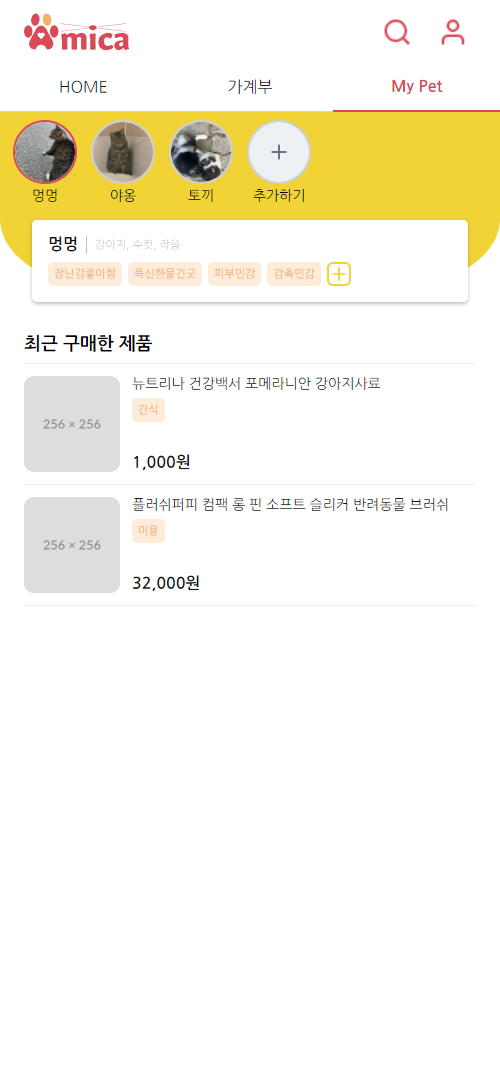 amica
HOME 가계부 My Pet
멍멍 야옹 토끼 추가하기
멍멍 강아지, 수컷, 작음
장난감좋아함 푹신한물건굿 피부민감 감촉민감
최근 구매한 제품
뉴트리나 건강백서 포메라니안 강아지사료
간식
256 × 256
1,000원
플러쉬퍼피 컴팩 롱 핀 소프트 슬리커 반려동물 브러쉬
미용
256 × 256
32,000원